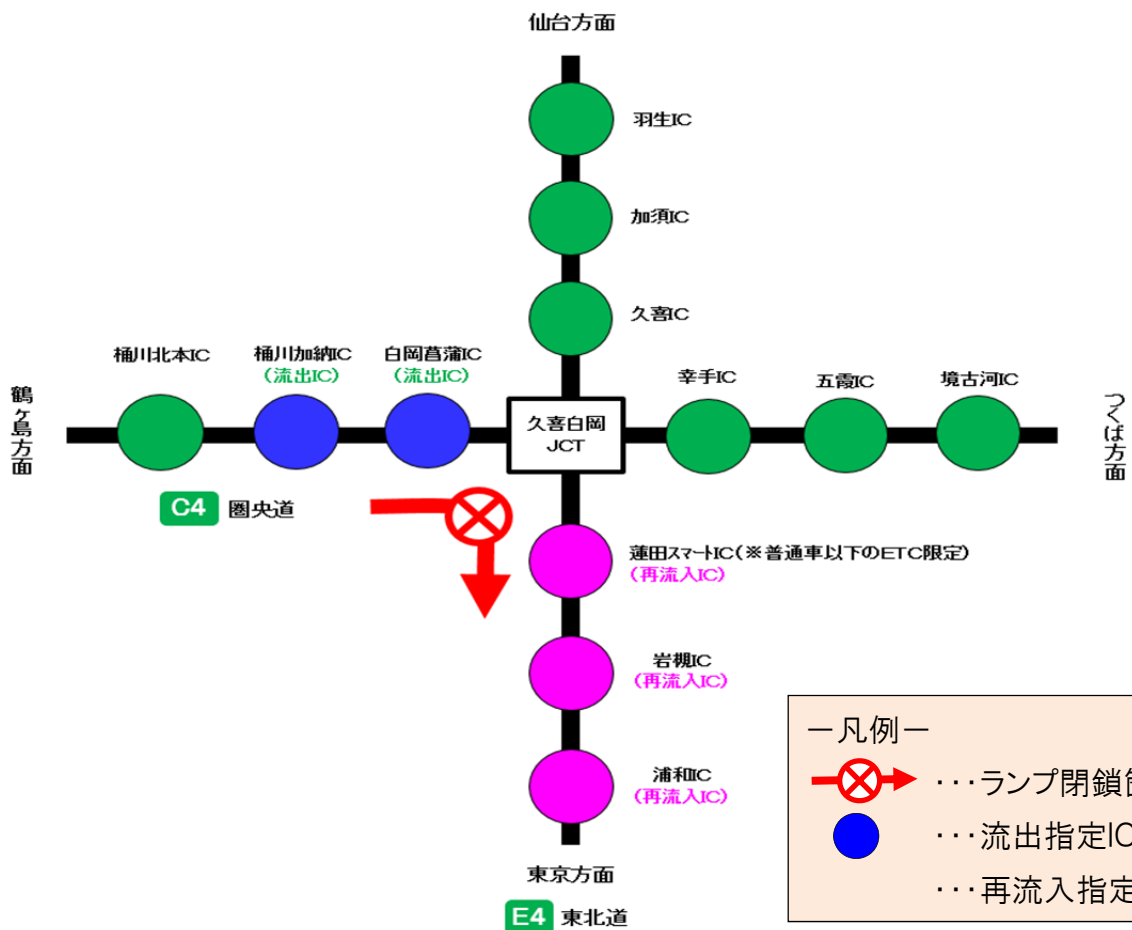 仙台方面
羽生IC
加須IC
久喜IC
桶川北本IC
桶川加納IC
(流出IC)
白岡菖蒲IC
(流出IC)
幸手IC
五霞IC
境古河IC
鶴ヶ島方面
久喜白岡
JCT
つくば方面
C4 圏央道
蓮田スマートIC(※普通車以下のETC限定)
(再流入IC)
岩槻IC
(再流入IC)
浦和IC
(再流入IC)
東京方面
E4 東北道
－凡例－
･･･ランプ閉鎖
･･･流出指定IC
･･･再流入指定